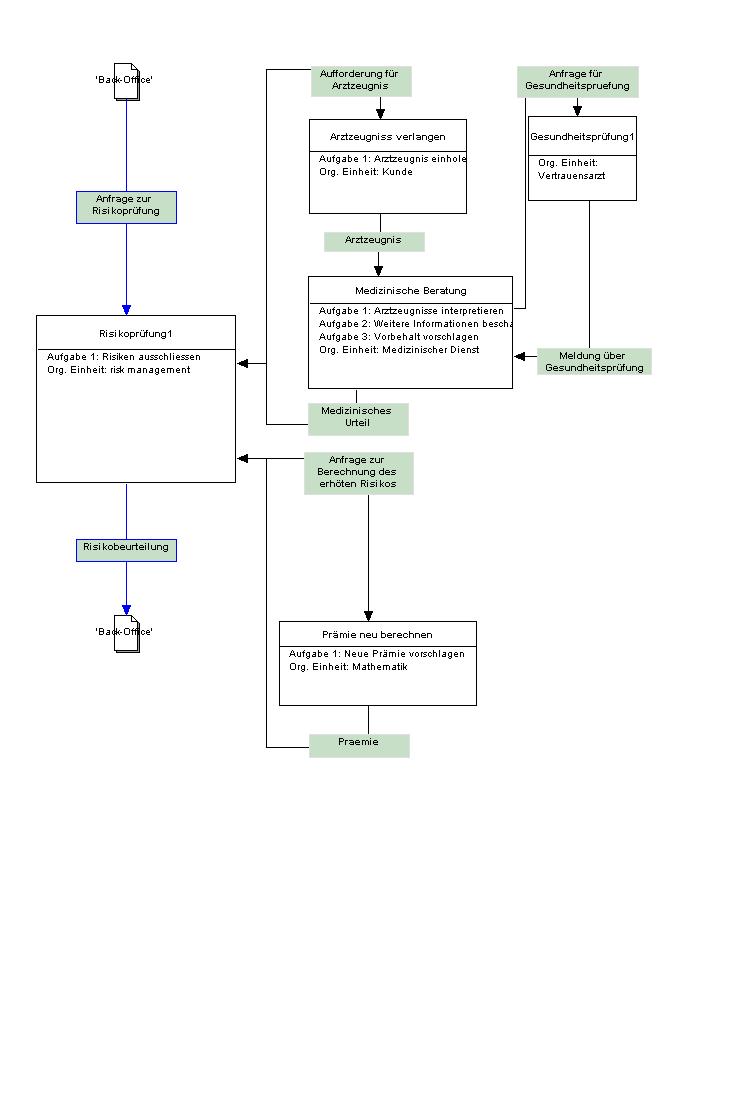 'Back-Office'
Anfrage zur
Risikoprüfung
Risikoprüfung1
Aufgabe 1: Risiken ausschliessen
Org. Einheit: risk management
Risikobeurteilung
'Back-Office'
Aufforderung für
Arztzeugnis
Arztzeugniss verlangen
Aufgabe 1: Arztzeugnis einhole
Org. Einheit: Kunde
Arztzeugnis
Medizinische Beratung
Aufgabe 1: Arztzeugnisse interpretieren
Aufgabe 2: Weitere Informationen bescha
Aufgabe 3: Vorbehalt vorschlagen
Org. Einheit: Medizinischer Dienst
Medizinisches
Urteil
Anfrage für
Gesundheitspruefung
Gesundheitsprüfung1
Org. Einheit:
Vertrauensarzt
Meldung über
Gesundheitsprüfung
Anfrage zur
Berechnung des
erhöten Risikos
Prämie neu berechnen
Aufgabe 1: Neue Prämie vorschlagen
Org. Einheit: Mathematik
Praemie